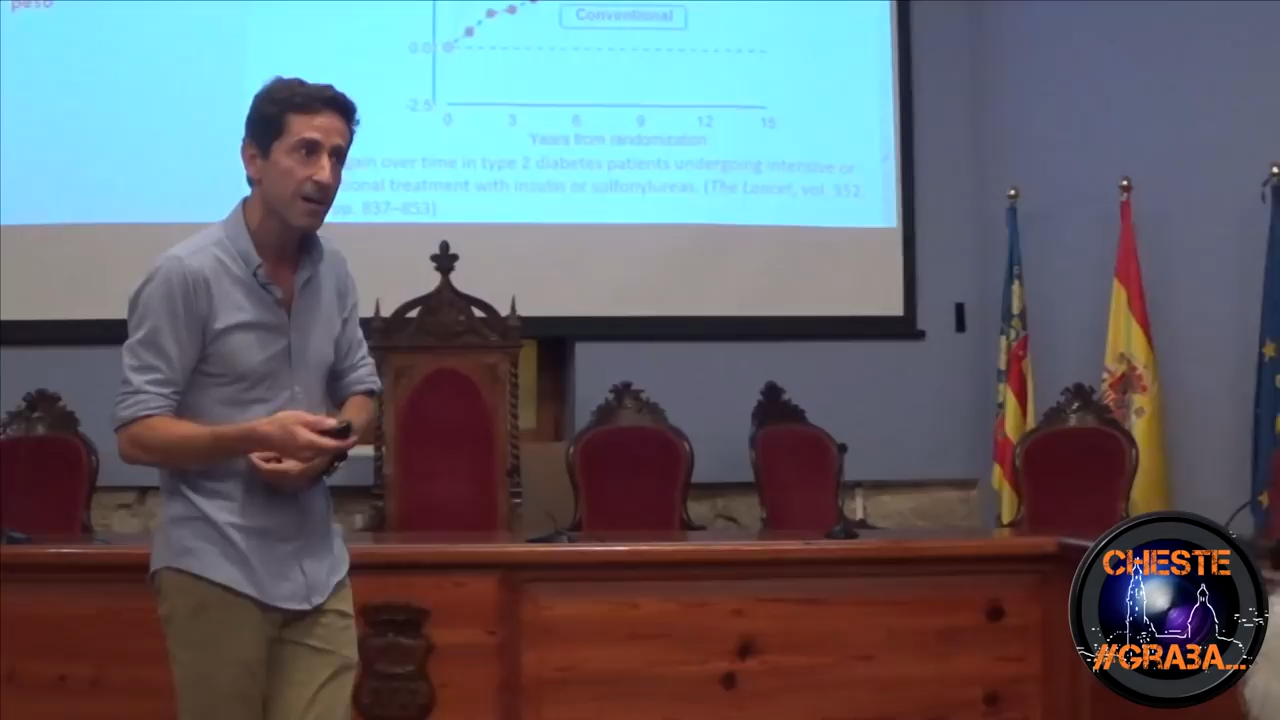 peso
Conventional
0.0
-2.5
0 3 6 9 12 15
Years from randomization
gain over time in type 2 diabetes patients undergoing intensive or
ional treatment with insulin or sulfonylureas. (The Lancet, vol. 352,
pp. 837–853)
CHESTE
#GRABA...